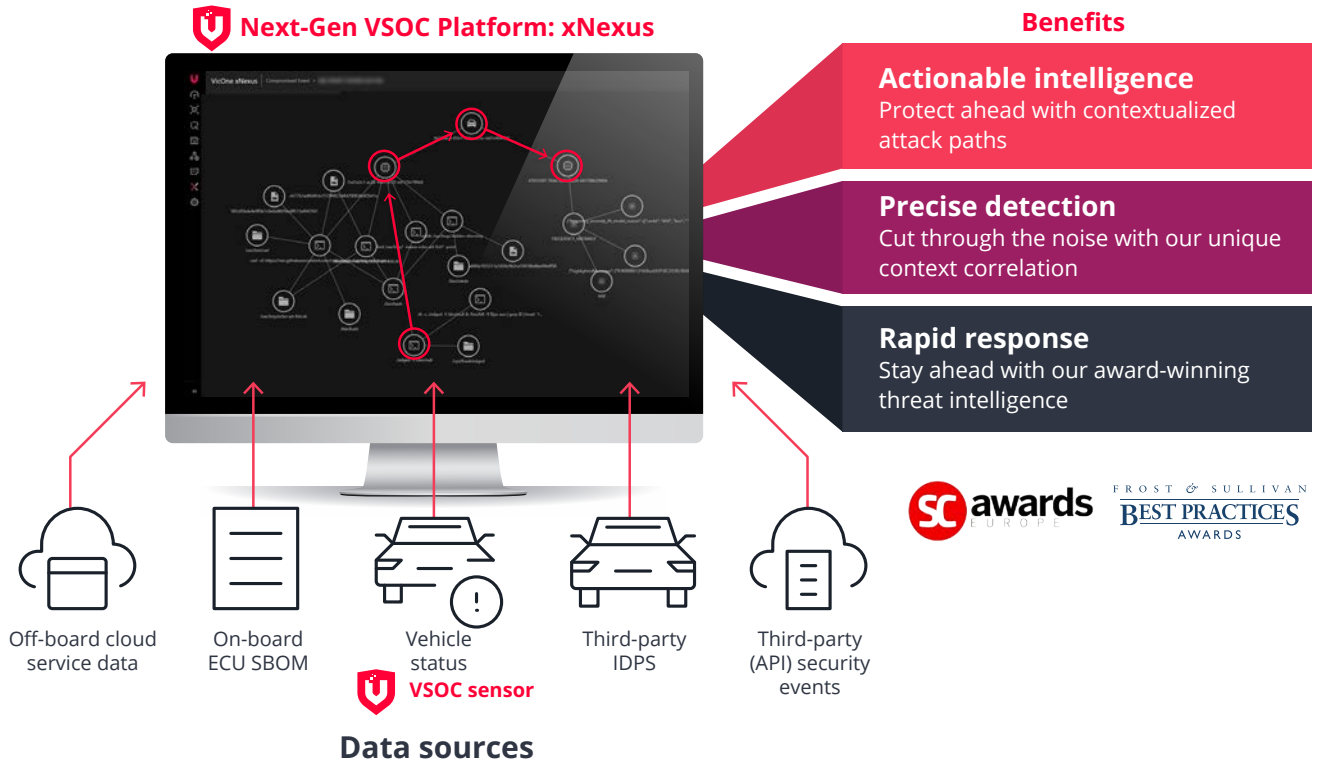 Next-Gen VSOC Platform: xNexus
Benefits
VicOne xNexus
Compromised Event >
Actionable intelligence
Protect ahead with contextualized
attack paths
Precise detection
Cut through the noise with our unique
context correlation
Rapid response
Stay ahead with our award-winning
threat intelligence
SC awards
EUROPE
FROST & SULLIVAN
BEST PRACTICES
AWARDS
Off-board cloud
service data
On-board
ECU SBOM
Vehicle
status
VSOC sensor
Third-party
IDPS
Third-party
(API) security
events
Data sources